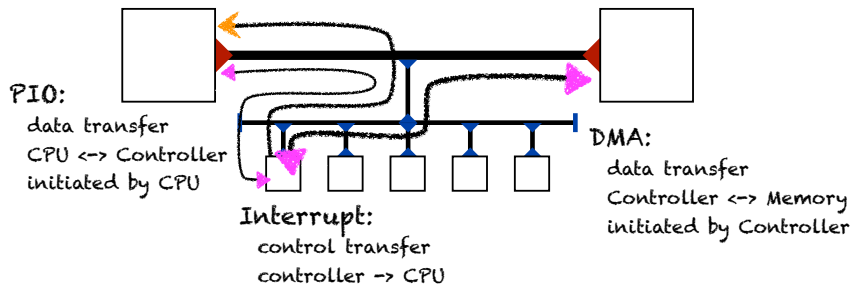 PIO:
data transfer
CPU <-> Controller
initiated by CPU
Interrupt:
control transfer
controller -> CPU
DMA:
data transfer
Controller <-> Memory
initiated by Controller